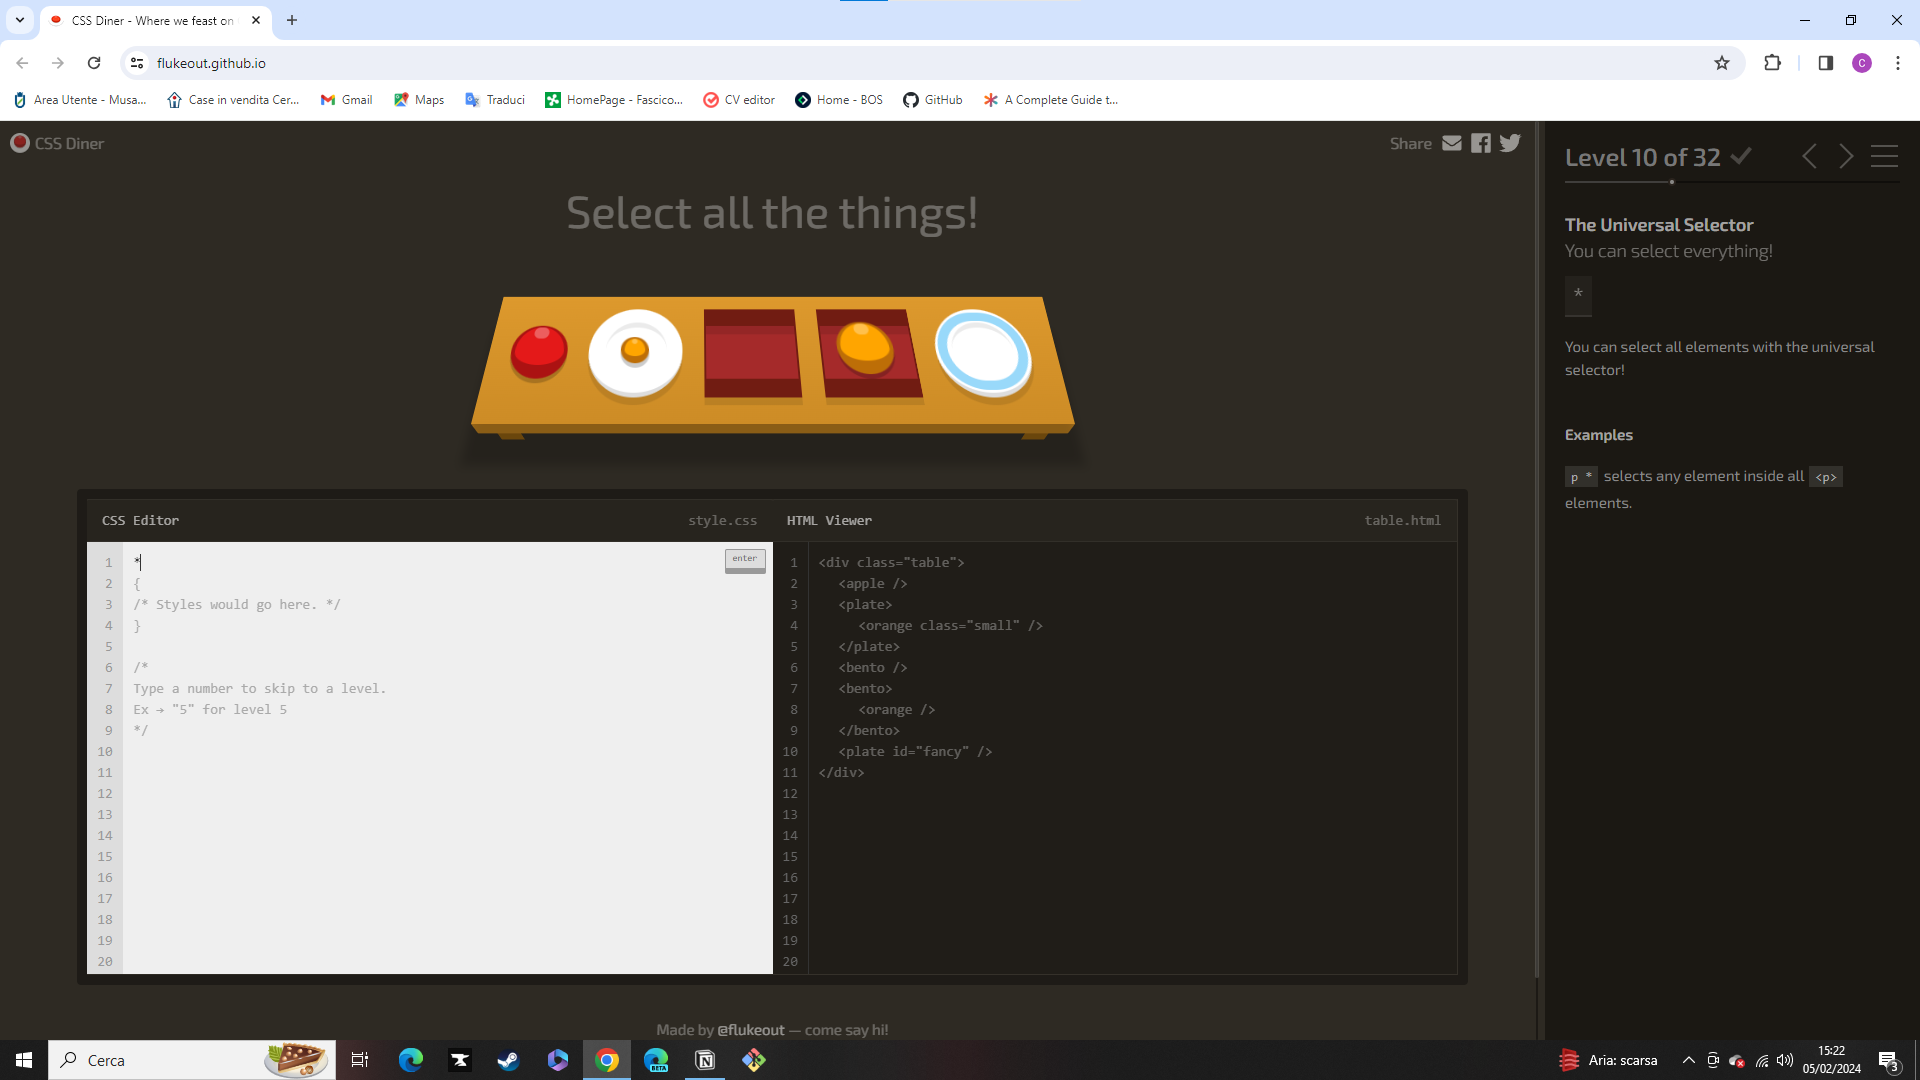 CSS Diner - Where we feast on
flukeout.github.io
C
Area Utente - Musa...
Case in vendita Cer...
Gmail
Maps
Traduci
HomePage - Fascico...
CV editor
Home - BOS
GitHub
A Complete Guide t...
CSS Diner
Share
Select all the things!
CSS Editor
style.css
HTML Viewer
table.html
enter
1 *
2 {
3 /* Styles would go here. */
4 }
5
6 /*
7 Type a number to skip to a level.
8 Ex → "5" for level 5
9 */
10
11
12
13
14
15
16
17
18
19
20
1 <div class="table">
2 <apple />
3 <plate>
4 <orange class="small" />
5 </plate>
6 <bento />
7 <bento>
8 <orange />
9 </bento>
10 <plate id="fancy" />
11 </div>
12
13
14
15
16
17
18
19
20
Made by @flukeout — come say hi!
Level 10 of 32
The Universal Selector
You can select everything!
*
You can select all elements with the universal
selector!
Examples
p * selects any element inside all <p>
elements.
Cerca
BETA
Aria: scarsa
15:22
05/02/2024
3